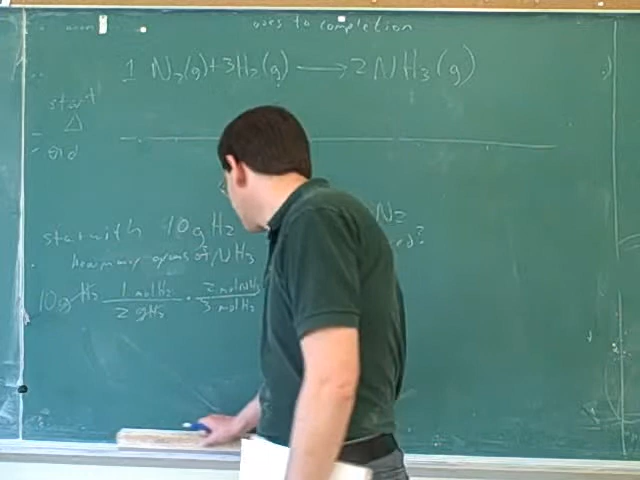 goes to completion
1 N₂(g)+3H₂(g) ⟶ 2NH₃(g)
start
Δ
end
start with 10g H₂ N₂
How many grams of NH₃ ed?
10g H₂ 1 mol H₂ / 2 g H₂ · 2 mol NH₃ / 3 mol H₂